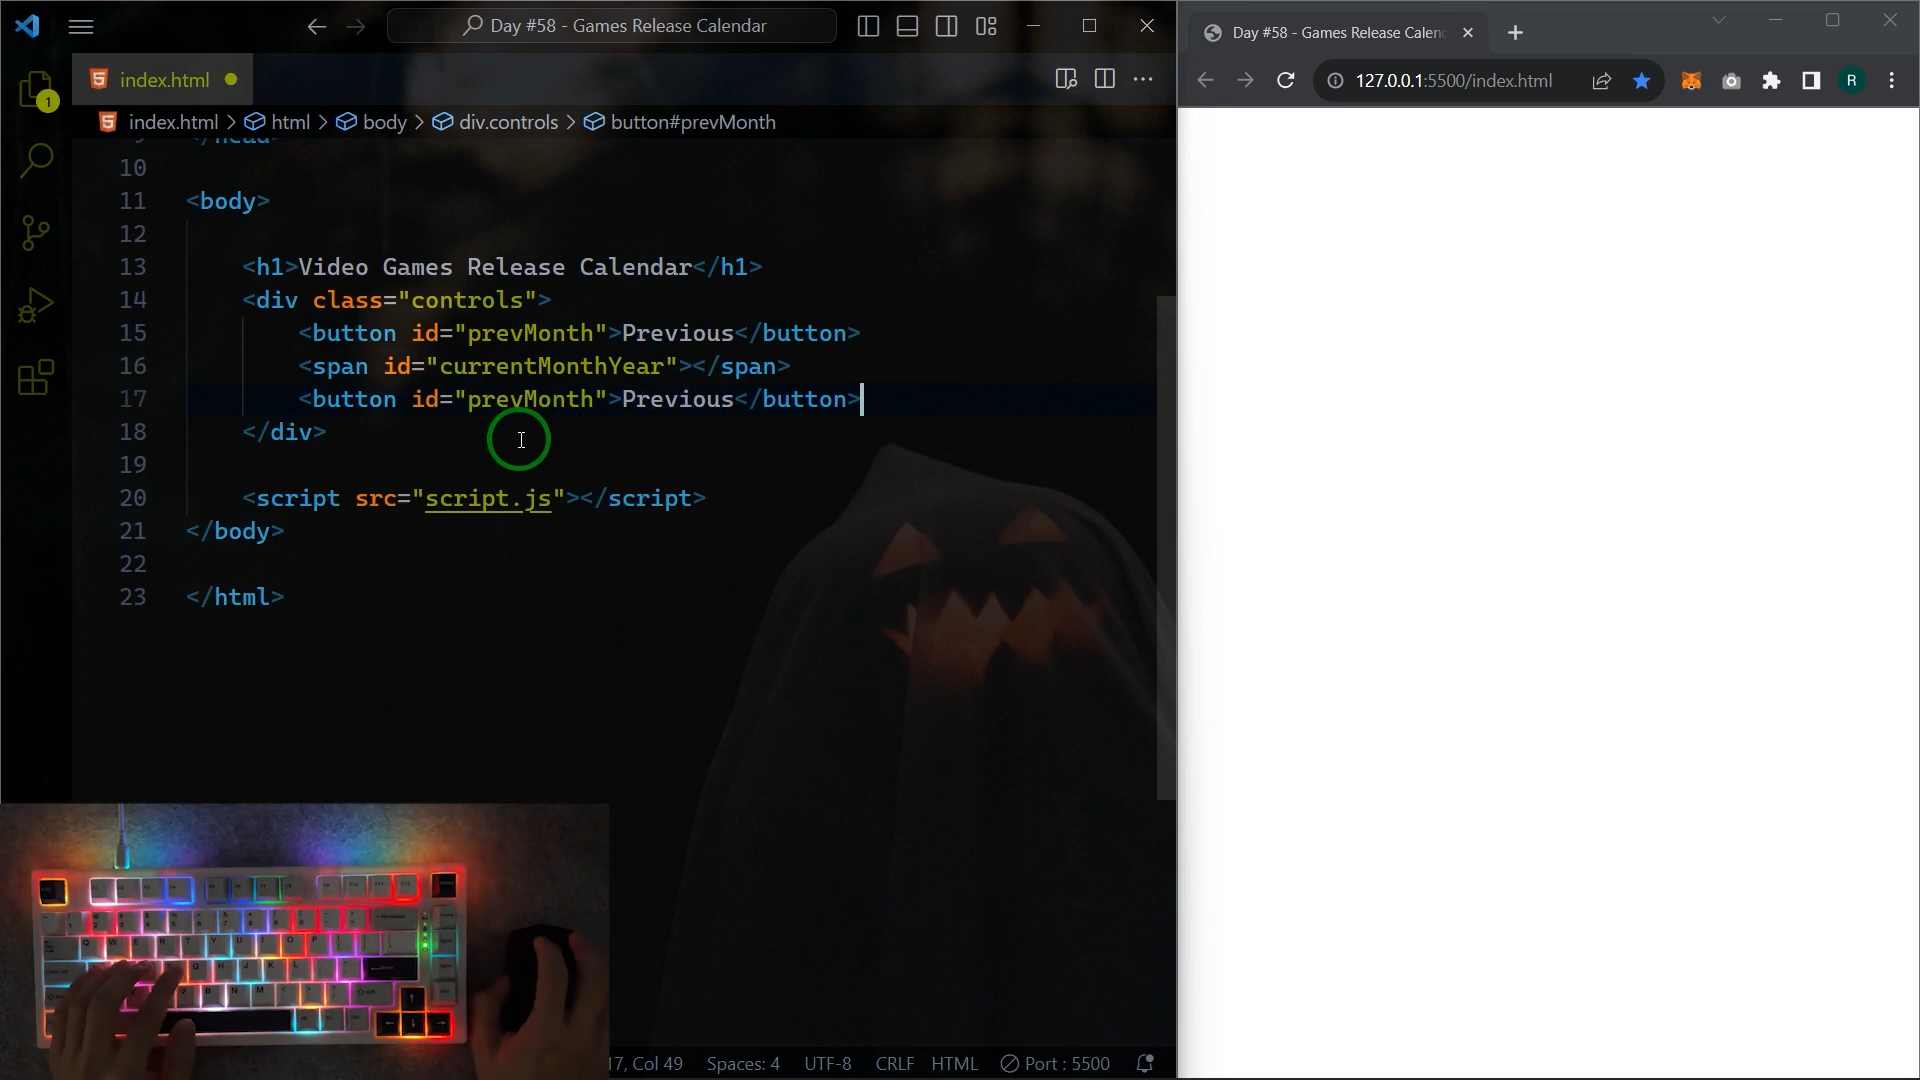 Day #58 - Games Release Calendar
index.html
1
index.html > html > body > div.controls > button#prevMonth
9 </head>
10
11 <body>
12
13 <h1>Video Games Release Calendar</h1>
14 <div class="controls">
15 <button id="prevMonth">Previous</button>
16 <span id="currentMonthYear"></span>
17 <button id="prevMonth">Previous</button>
18 </div>
19
20 <script src="script.js"></script>
21 </body>
22
23 </html>
17, Col 49 Spaces: 4 UTF-8 CRLF HTML Port : 5500
Day #58 - Games Release Calen
127.0.0.1:5500/index.html
R
Q W E R T Y U I O P
G H J K L
V B N M